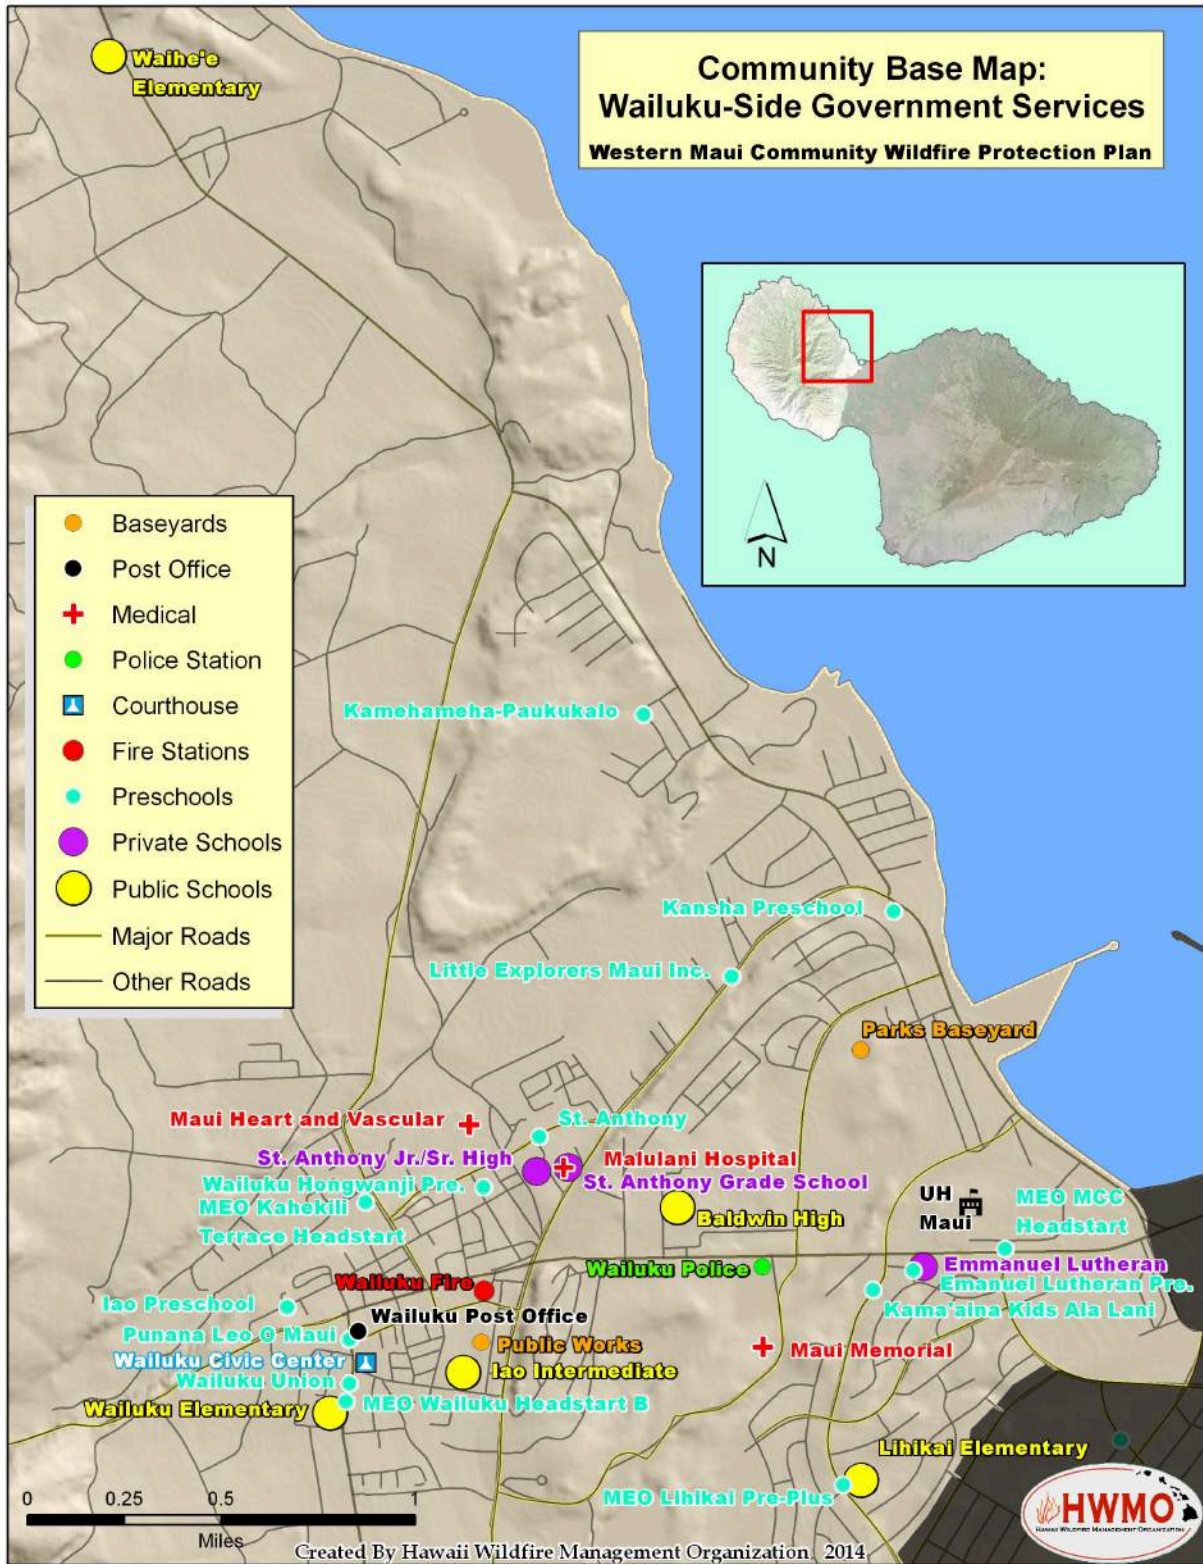 Waihe'e
Elementary
Community Base Map:
Wailuku-Side Government Services
Western Maui Community Wildfire Protection Plan
N
Baseyards
Post Office
Medical
Police Station
Courthouse
Fire Stations
Preschools
Private Schools
Public Schools
Major Roads
Other Roads
Kamehameha-Paukukalo
Kansha Preschool
Little Explorers Maui Inc.
Parks Baseyard
Maui Heart and Vascular
St. Anthony
St. Anthony Jr./Sr. High
Malulani Hospital
Wailuku Hongwanji Pre.
St. Anthony Grade School
MEO Kahekili
Terrace Headstart
Baldwin High
UH
Maui
MEO MCC
Headstart
Wailuku Fire
Wailuku Police
Emmanuel Lutheran
Emanuel Lutheran Pre.
Kama'aina Kids Ala Lani
Iao Preschool
Wailuku Post Office
Punana Leo O Maui
Public Works
Maui Memorial
Wailuku Civic Center
Iao Intermediate
Wailuku Union
MEO Wailuku Headstart B
Wailuku Elementary
Lihikai Elementary
MEO Lihikai Pre-Plus
0 0.25 0.5 1
Miles
HWMO
HAWAII WILDFIRE MANAGEMENT ORGANIZATION
Created By Hawaii Wildfire Management Organization 2014